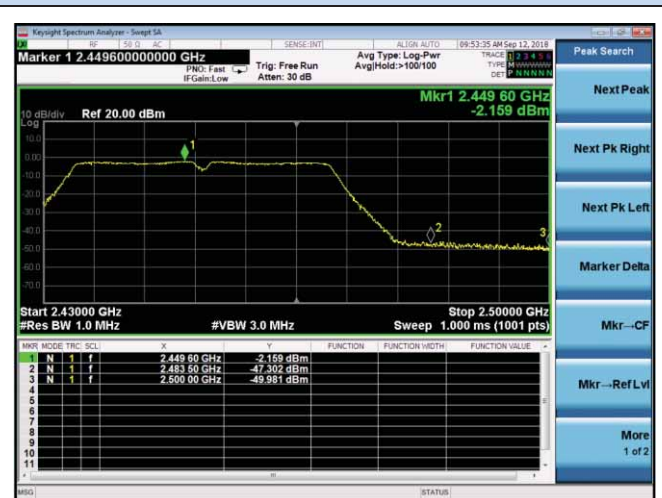 Keysight Spectrum Analyzer - Swept SA
RF 50 Ω AC SENSE:INT ALIGN AUTO 09:53:35 AM Sep 12, 2018
Marker 1 2.449600000000 GHz
PNO: Fast Trig: Free Run Avg Type: Log-Pwr TRACE 1 2 3 4 5 6
IFGain:Low Atten: 30 dB Avg|Hold:>100/100 TYPE M WWWWW
DET P N N N N N
Peak Search
Mkr1 2.449 60 GHz
10 dB/div Ref 20.00 dBm -2.159 dBm
Log
10.0
0.00
-10.0
-20.0
-30.0
-40.0
-50.0
-60.0
-70.0
1
2
3
Start 2.43000 GHz Stop 2.50000 GHz
#Res BW 1.0 MHz #VBW 3.0 MHz Sweep 1.000 ms (1001 pts)
MKR MODE TRC SCL X Y FUNCTION FUNCTION WIDTH FUNCTION VALUE
1 N 1 f 2.449 60 GHz -2.159 dBm
2 N 1 f 2.483 50 GHz -47.302 dBm
3 N 1 f 2.500 00 GHz -49.981 dBm
4
5
6
7
8
9
10
11
MSG STATUS
Next Peak
Next Pk Right
Next Pk Left
Marker Delta
Mkr→CF
Mkr→RefLvl
More
1 of 2